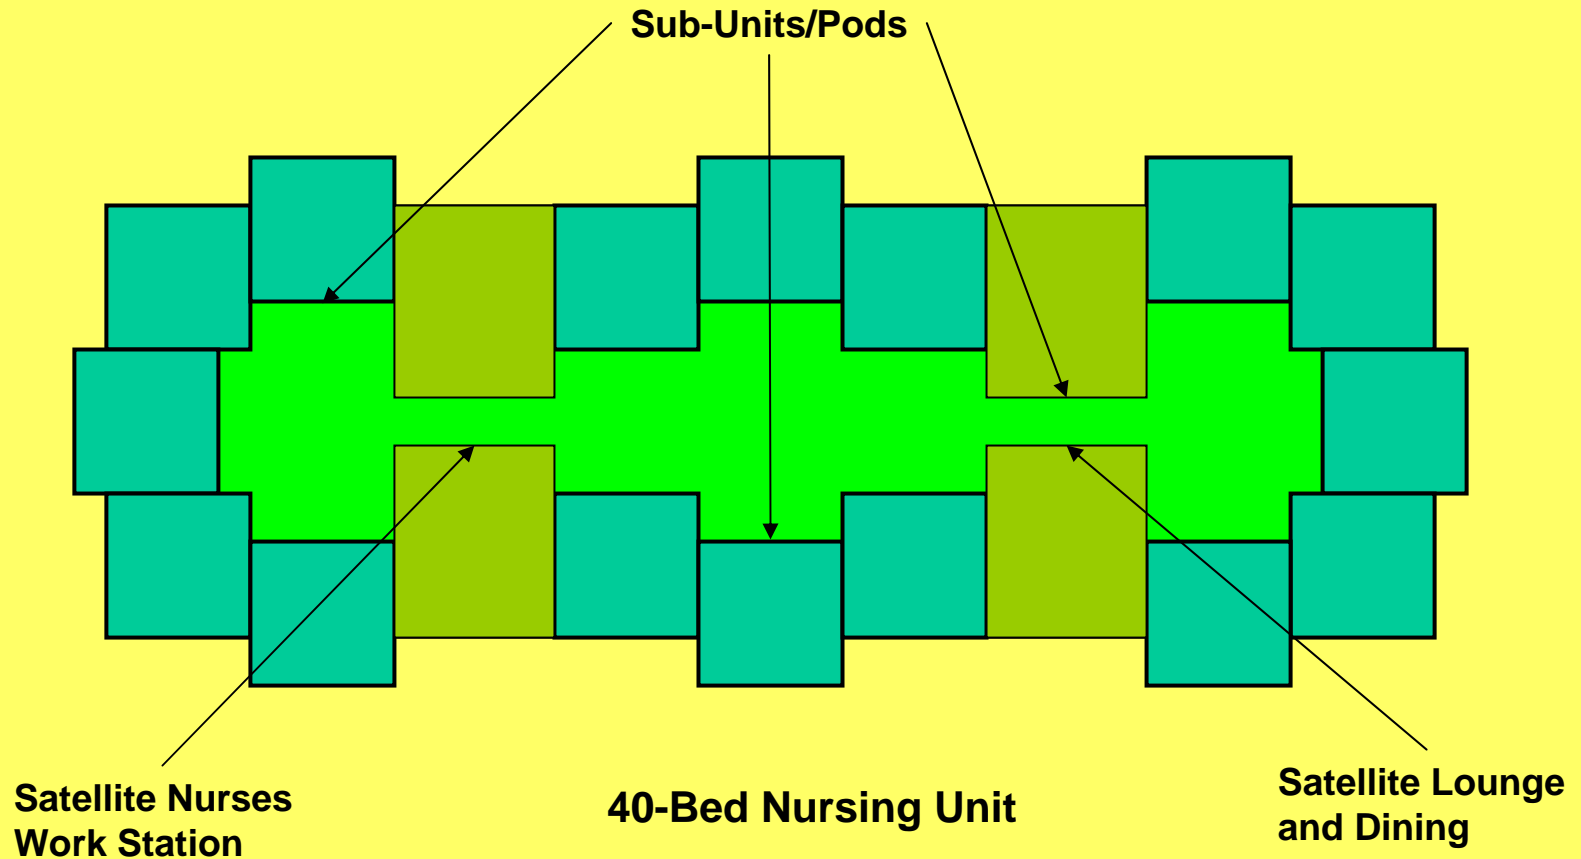 Sub-Units/Pods
Satellite Nurses
Work Station
40-Bed Nursing Unit
Satellite Lounge
and Dining